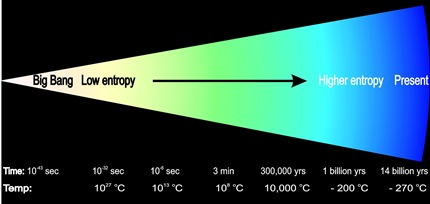 Big Bang Low entropy Higher entropy Present
Time: 10⁻⁴³ sec 10⁻³² sec 10⁻⁶ sec 3 min 300,000 yrs 1 billion yrs 14 billion yrs
Temp: 10²⁷ °C 10¹³ °C 10⁸ °C 10,000 °C - 200 °C - 270 °C